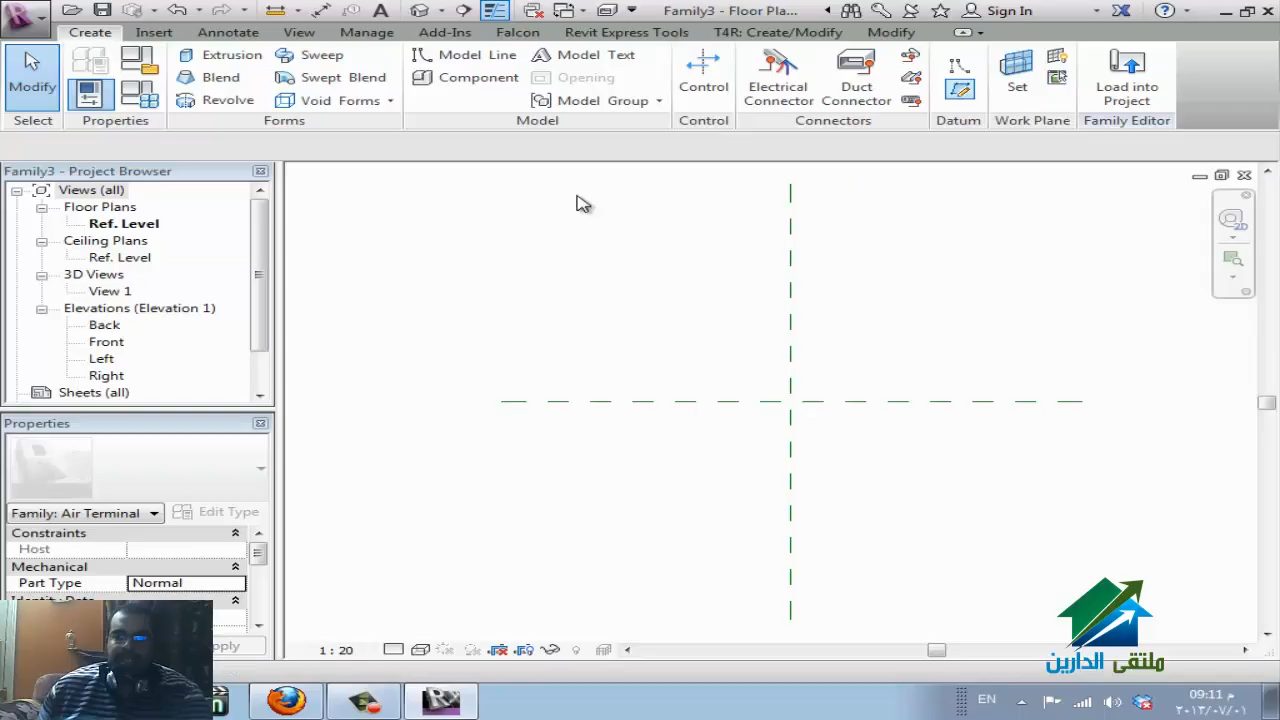 Family3 - Floor Pla...
Sign In
Create
Insert
Annotate
View
Manage
Add-Ins
Falcon
Revit Express Tools
T4R: Create/Modify
Modify
Modify
Extrusion
Sweep
Blend
Swept Blend
Revolve
Void Forms
Model Line
Model Text
Component
Opening
Model Group
Control
Electrical Connector
Duct Connector
Set
Load into Project
Select
Properties
Forms
Model
Control
Connectors
Datum
Work Plane
Family Editor
Family3 - Project Browser
Views (all)
Floor Plans
Ref. Level
Ceiling Plans
Ref. Level
3D Views
View 1
Elevations (Elevation 1)
Back
Front
Left
Right
Sheets (all)
2D
Properties
Family: Air Terminal
Edit Type
Constraints
Host
Mechanical
Part Type
Normal
1 : 20
ملتقى الدارين
EN
09:11 م
٢٠١٣/٠٧/٠١